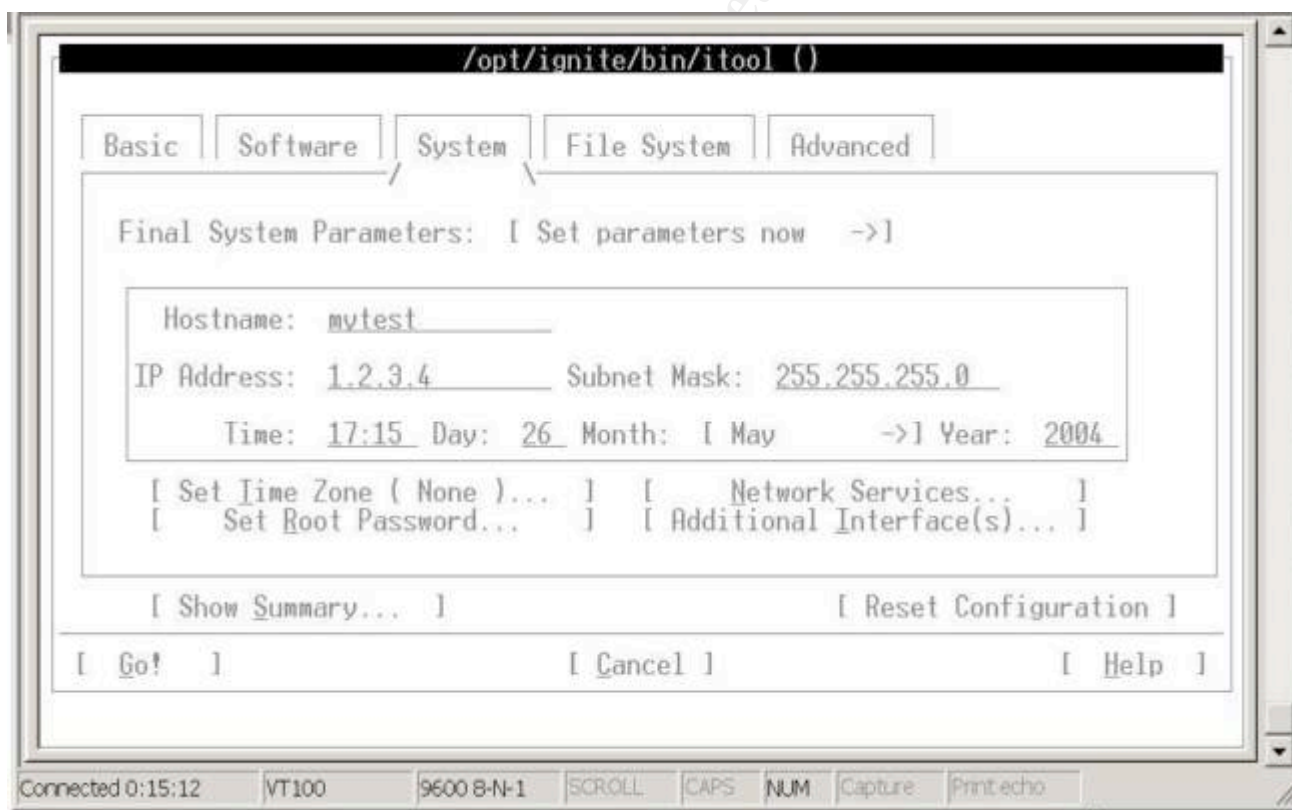 /opt/ignite/bin/itool ()
Basic Software System File System Advanced
Final System Parameters: [ Set parameters now ->]
Hostname: mytest
IP Address: 1.2.3.4 Subnet Mask: 255.255.255.0
Time: 17:15 Day: 26 Month: [ May ->] Year: 2004
[ Set Time Zone ( None )... ] [ Network Services... ]
[ Set Root Password... ] [ Additional Interface(s)... ]
[ Show Summary... ] [ Reset Configuration ]
[ Go! ] [ Cancel ] [ Help ]
Connected 0:15:12 VT100 9600 8-N-1 SCROLL CAPS NUM Capture Print echo